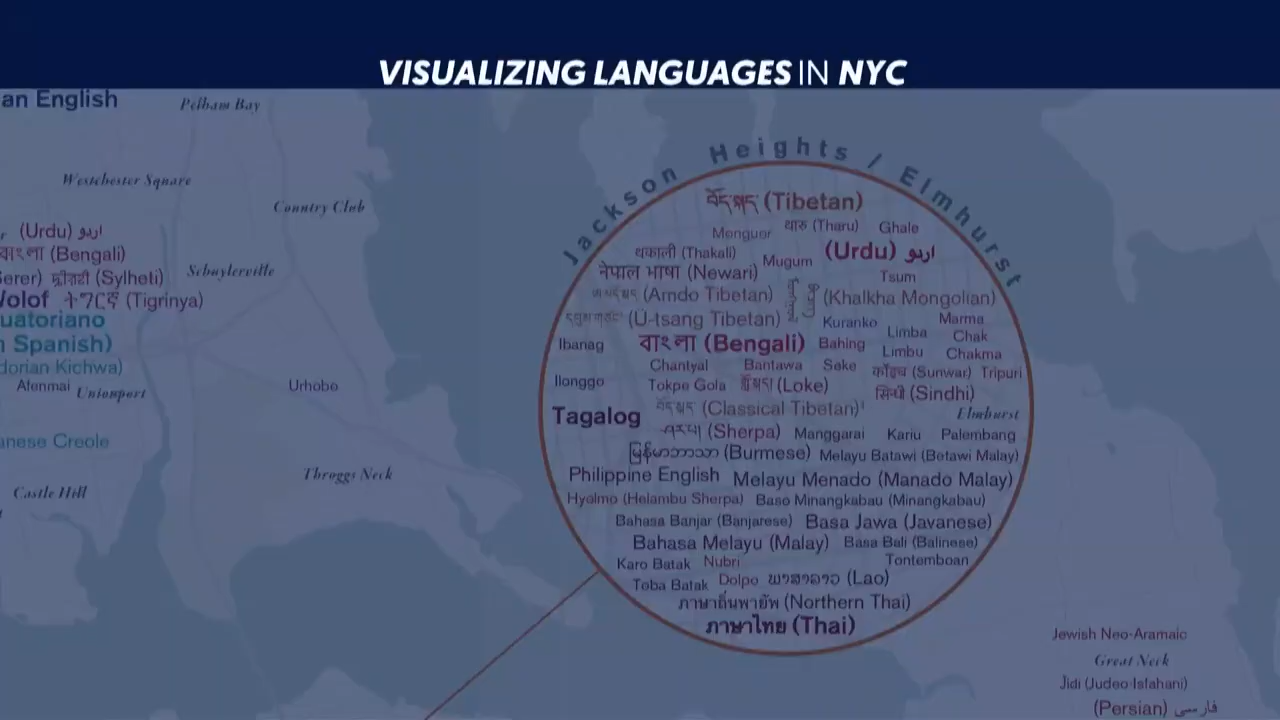 VISUALIZING LANGUAGES IN NYC
an English
Pelham Bay
Westchester Square
Country Club
(Urdu) اردو
বাংলা (Bengali)
Schuylerville
(Sylheti)
Wolof ትግርኛ (Tigrinya)
uatoriano
Spanish)
dorian Kichwa)
Afenmai Unionport
Urhobo
anese Creole
Throggs Neck
Castle Hill
Jackson Heights / Elmhurst
བོད་སྐད་ (Tibetan)
Monguor थारु (Tharu) Ghale
थकाली (Thakali) Mugum (Urdu) اردو
नेपाल भाषा (Newari) Tsum
(Amdo Tibetan) (Khalkha Mongolian)
(Ü-tsang Tibetan) Kuranko Limba Marma
Chak
Ibanag বাংলা (Bengali) Bahing Limbu Chakma
Chantyal Bantawa Seke (Sunwar) Tripuri
Ilonggo Tokpe Gola (Loke) सिन्धी (Sindhi)
Tagalog (Classical Tibetan) Elmhurst
(Sherpa) Manggarai Kariu Palembang
မြန်မာဘာသာ (Burmese) Melayu Batawi (Betawi Malay)
Philippine English Melayu Menado (Manado Malay)
Hyolmo (Helambu Sherpa) Baso Minangkabau (Minangkabau)
Bahasa Banjar (Banjarese) Basa Jawa (Javanese)
Bahasa Melayu (Malay) Basa Bali (Balinese)
Karo Batak Nubri Tontemboan
Toba Batak Dolpo ພາສາລາວ (Lao)
ภาษาถิ่นพายัพ (Northern Thai)
ภาษาไทย (Thai)
Jewish Neo-Aramaic
Great Neck
Jidi (Judeo-Isfahani)
(Persian) فارسی